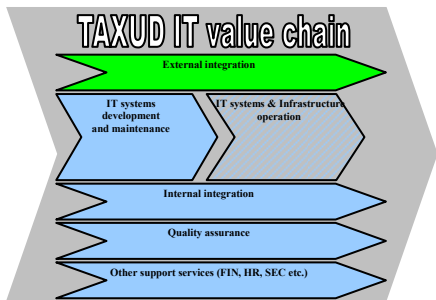 TAXUD IT value chain
External integration
IT systems
development
and maintenance
IT systems & Infrastructure
operation
Internal integration
Quality assurance
Other support services (FIN, HR, SEC etc.)